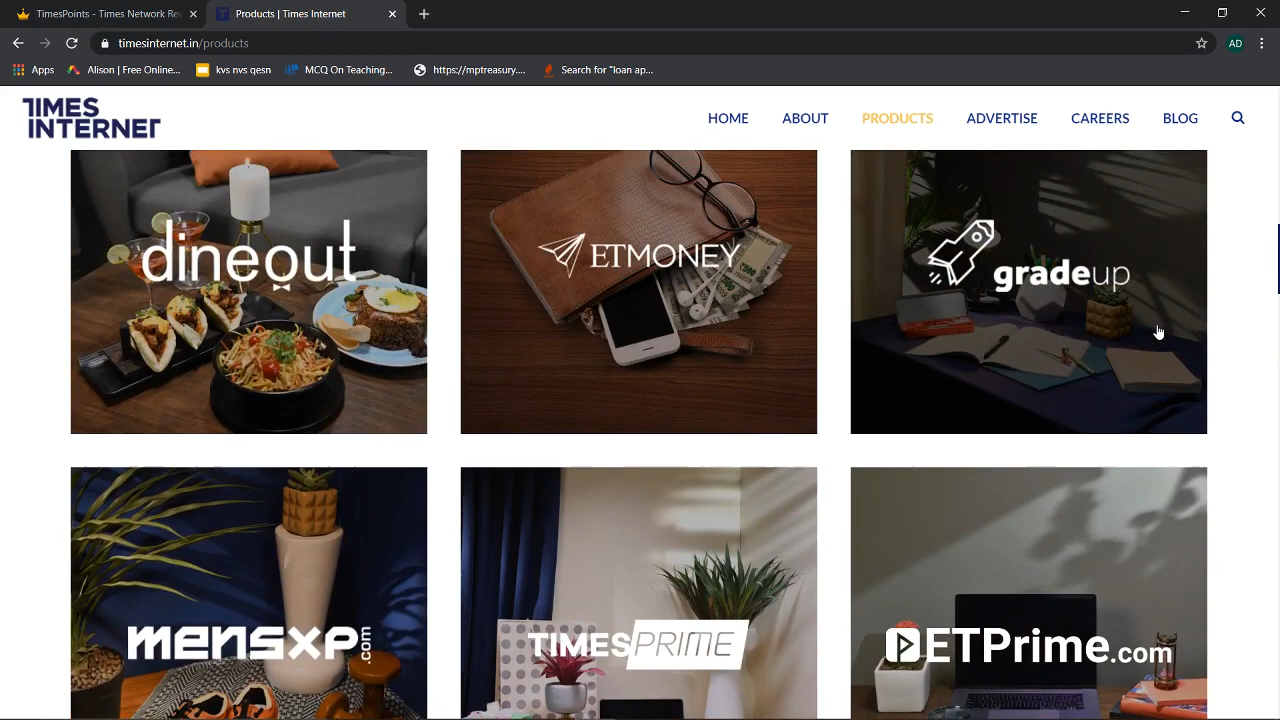 TimesPoints - Times Network Re
Products | Times Internet
timesinternet.in/products
AD
Apps
Alison | Free Online...
kvs nvs qesn
MCQ On Teaching...
https://mptreasury....
Search for "loan ap...
TIMES
INTERNET
HOME
ABOUT
PRODUCTS
ADVERTISE
CAREERS
BLOG
dineout
ETMONEY
gradeup
mensxp.com
TIMESPRIME
ETPrime.com